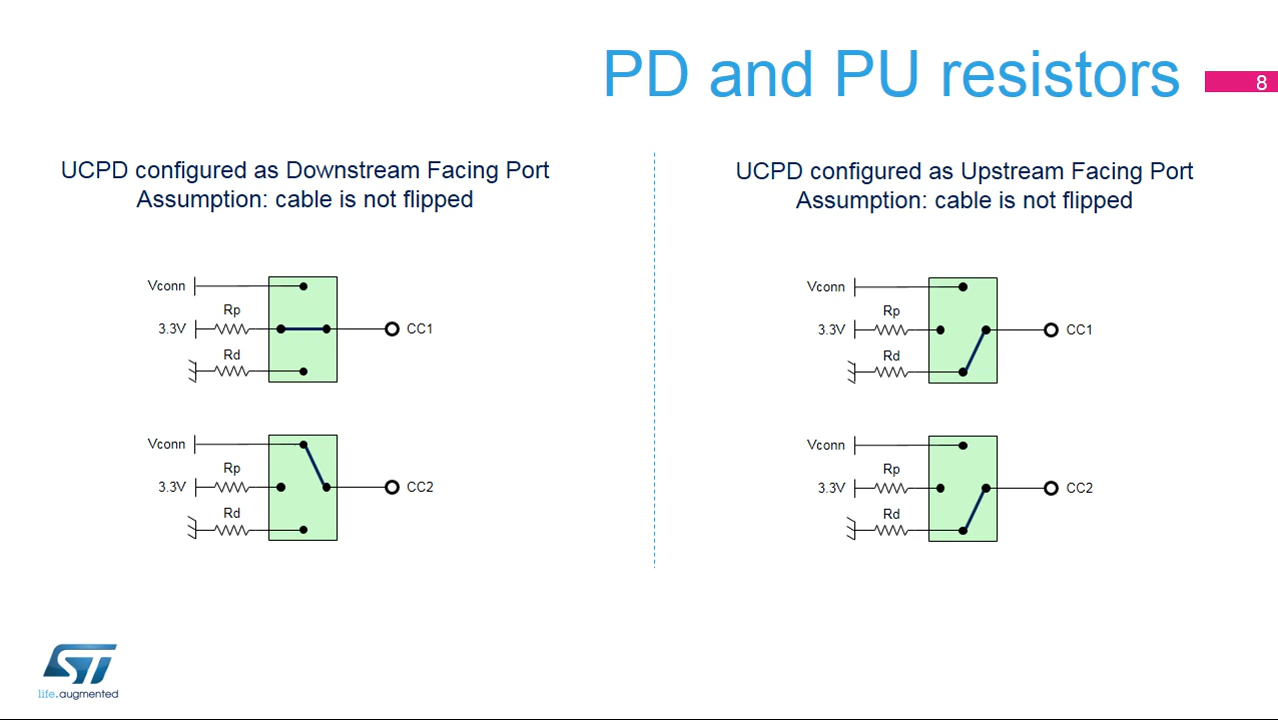 PD and PU resistors
8
UCPD configured as Downstream Facing Port
Assumption: cable is not flipped
Vconn
Rp
3.3V
CC1
Rd
Vconn
Rp
3.3V
CC2
Rd
UCPD configured as Upstream Facing Port
Assumption: cable is not flipped
Vconn
Rp
3.3V
CC1
Rd
Vconn
Rp
3.3V
CC2
Rd
ST
life.augmented